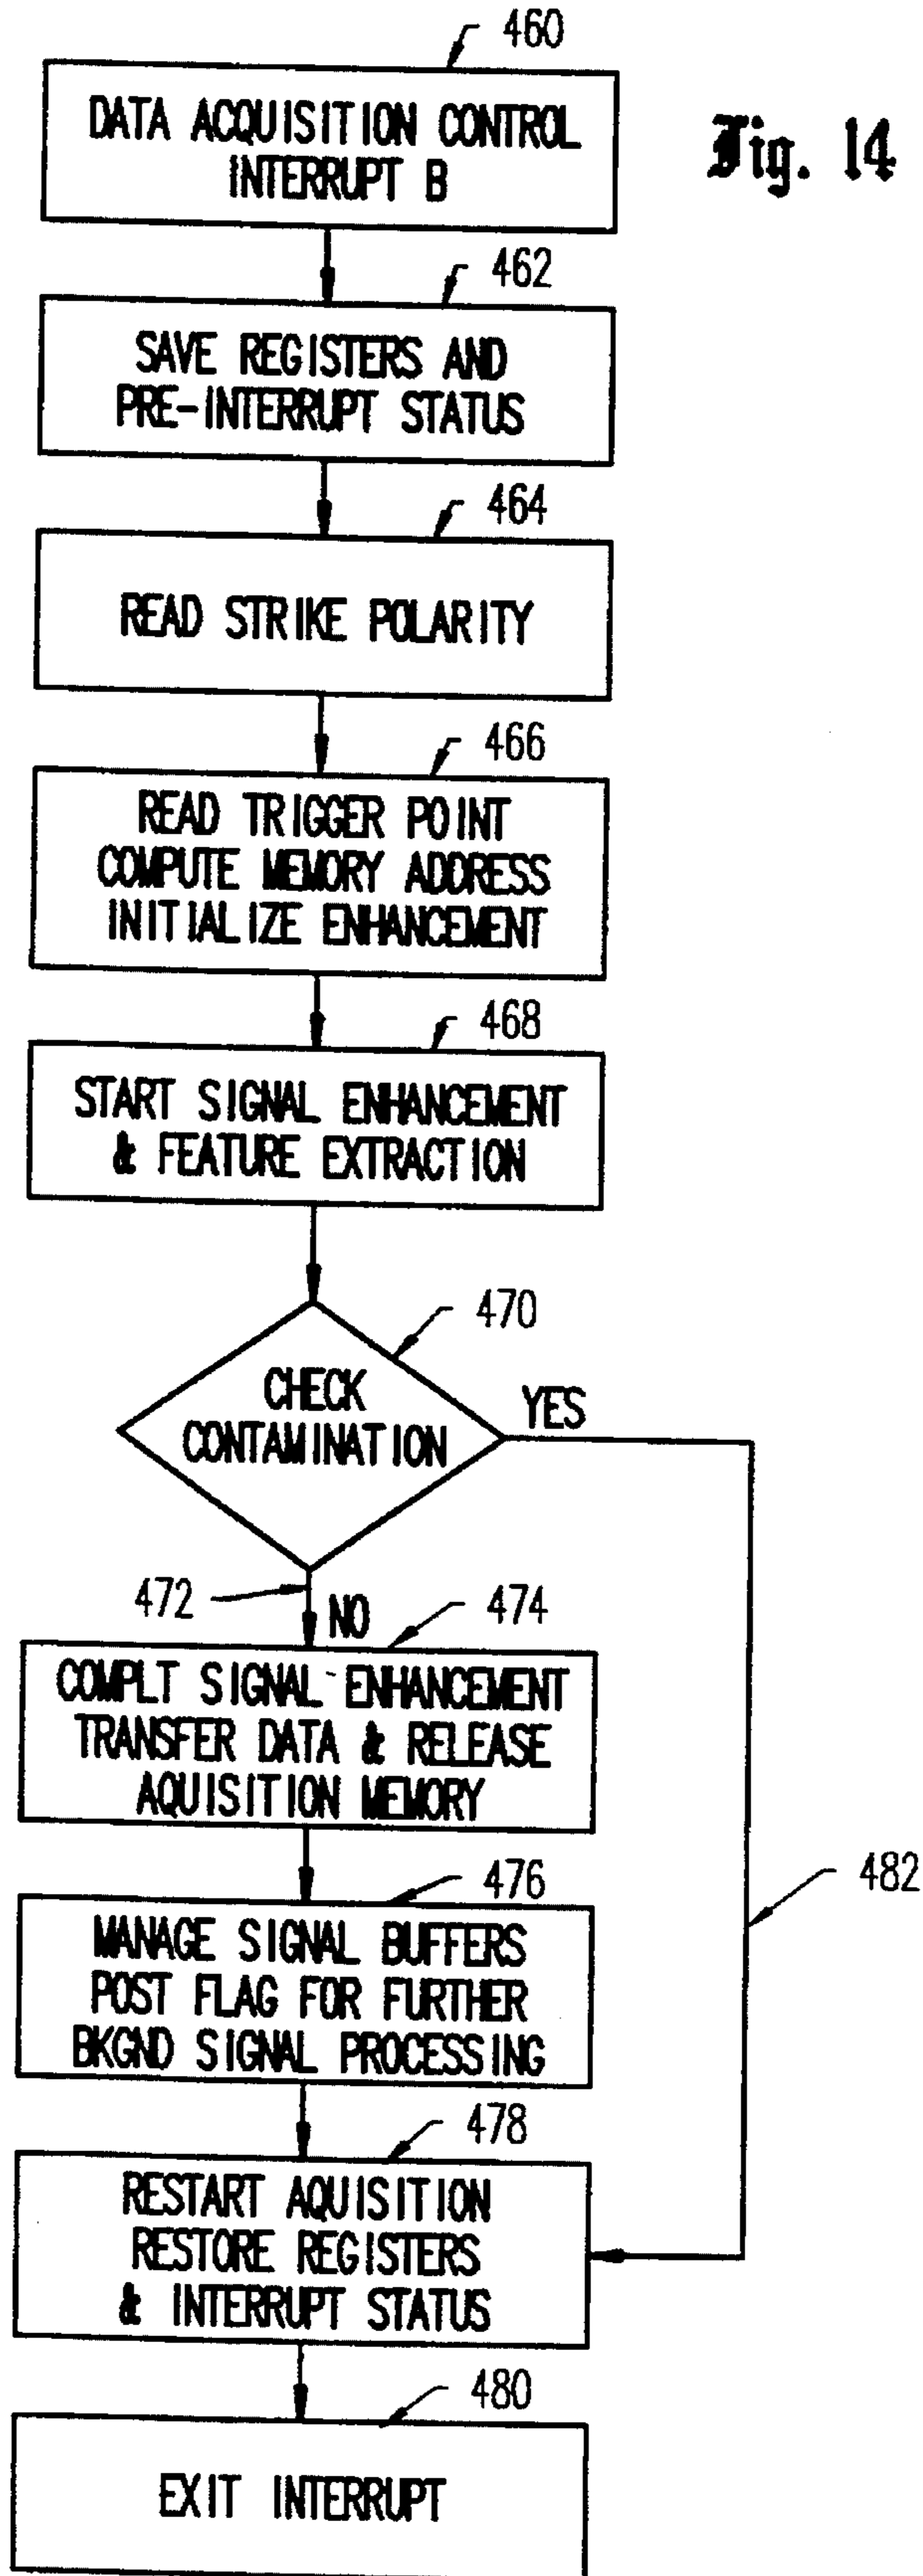 460
DATA ACQUISITION CONTROL
INTERRUPT B
Fig. 14
462
SAVE REGISTERS AND
PRE-INTERRUPT STATUS
464
READ STRIKE POLARITY
466
READ TRIGGER POINT
COMPUTE MEMORY ADDRESS
INITIALIZE ENHANCEMENT
468
START SIGNAL ENHANCEMENT
& FEATURE EXTRACTION
470
CHECK
CONTAMINATION
YES
472
NO
474
COMPLT SIGNAL ENHANCEMENT
TRANSFER DATA & RELEASE
AQUISITION MEMORY
482
476
MANAGE SIGNAL BUFFERS
POST FLAG FOR FURTHER
BKGND SIGNAL PROCESSING
478
RESTART AQUISITION
RESTORE REGISTERS
& INTERRUPT STATUS
480
EXIT INTERRUPT